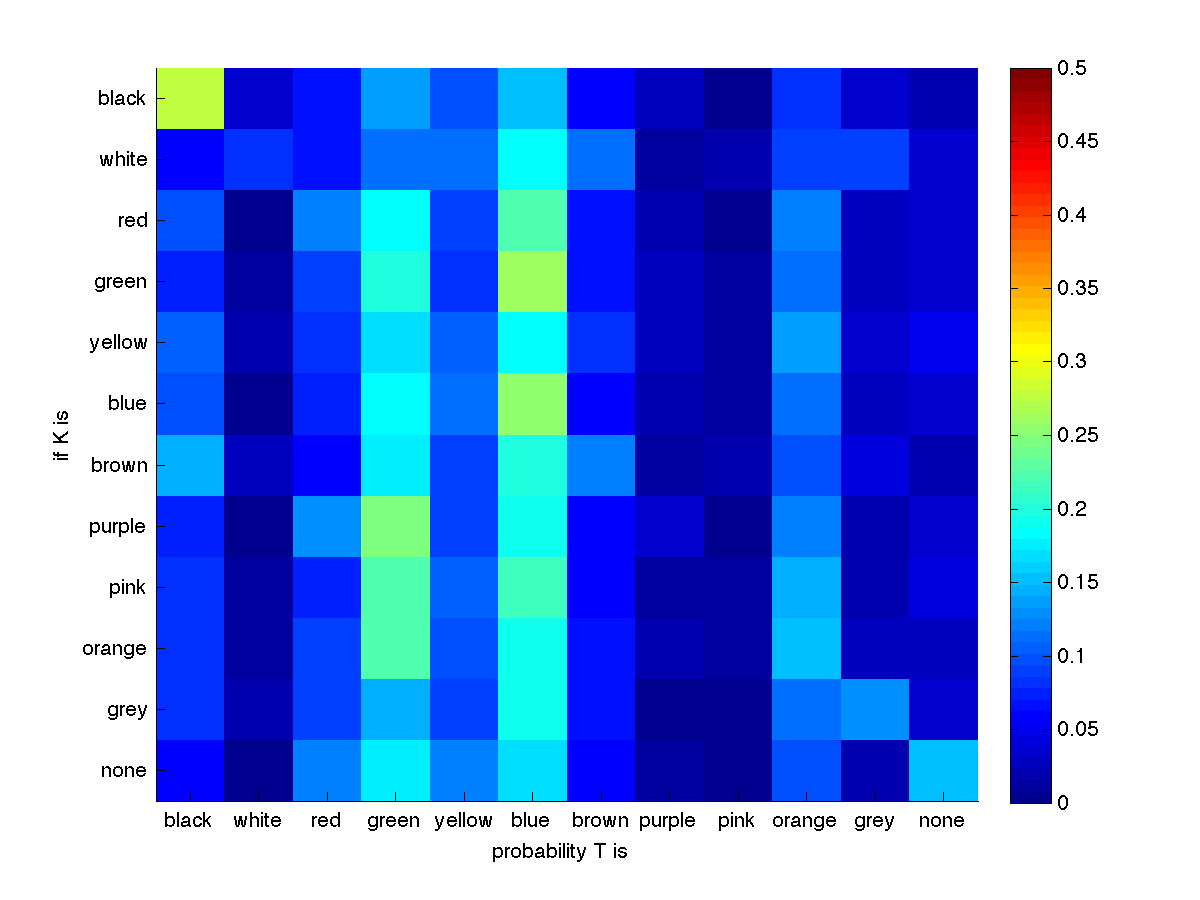 black
white
red
green
yellow
blue
brown
purple
pink
orange
grey
none
if K is
black white red green yellow blue brown purple pink orange grey none
probability T is
0.5
0.45
0.4
0.35
0.3
0.25
0.2
0.15
0.1
0.05
0